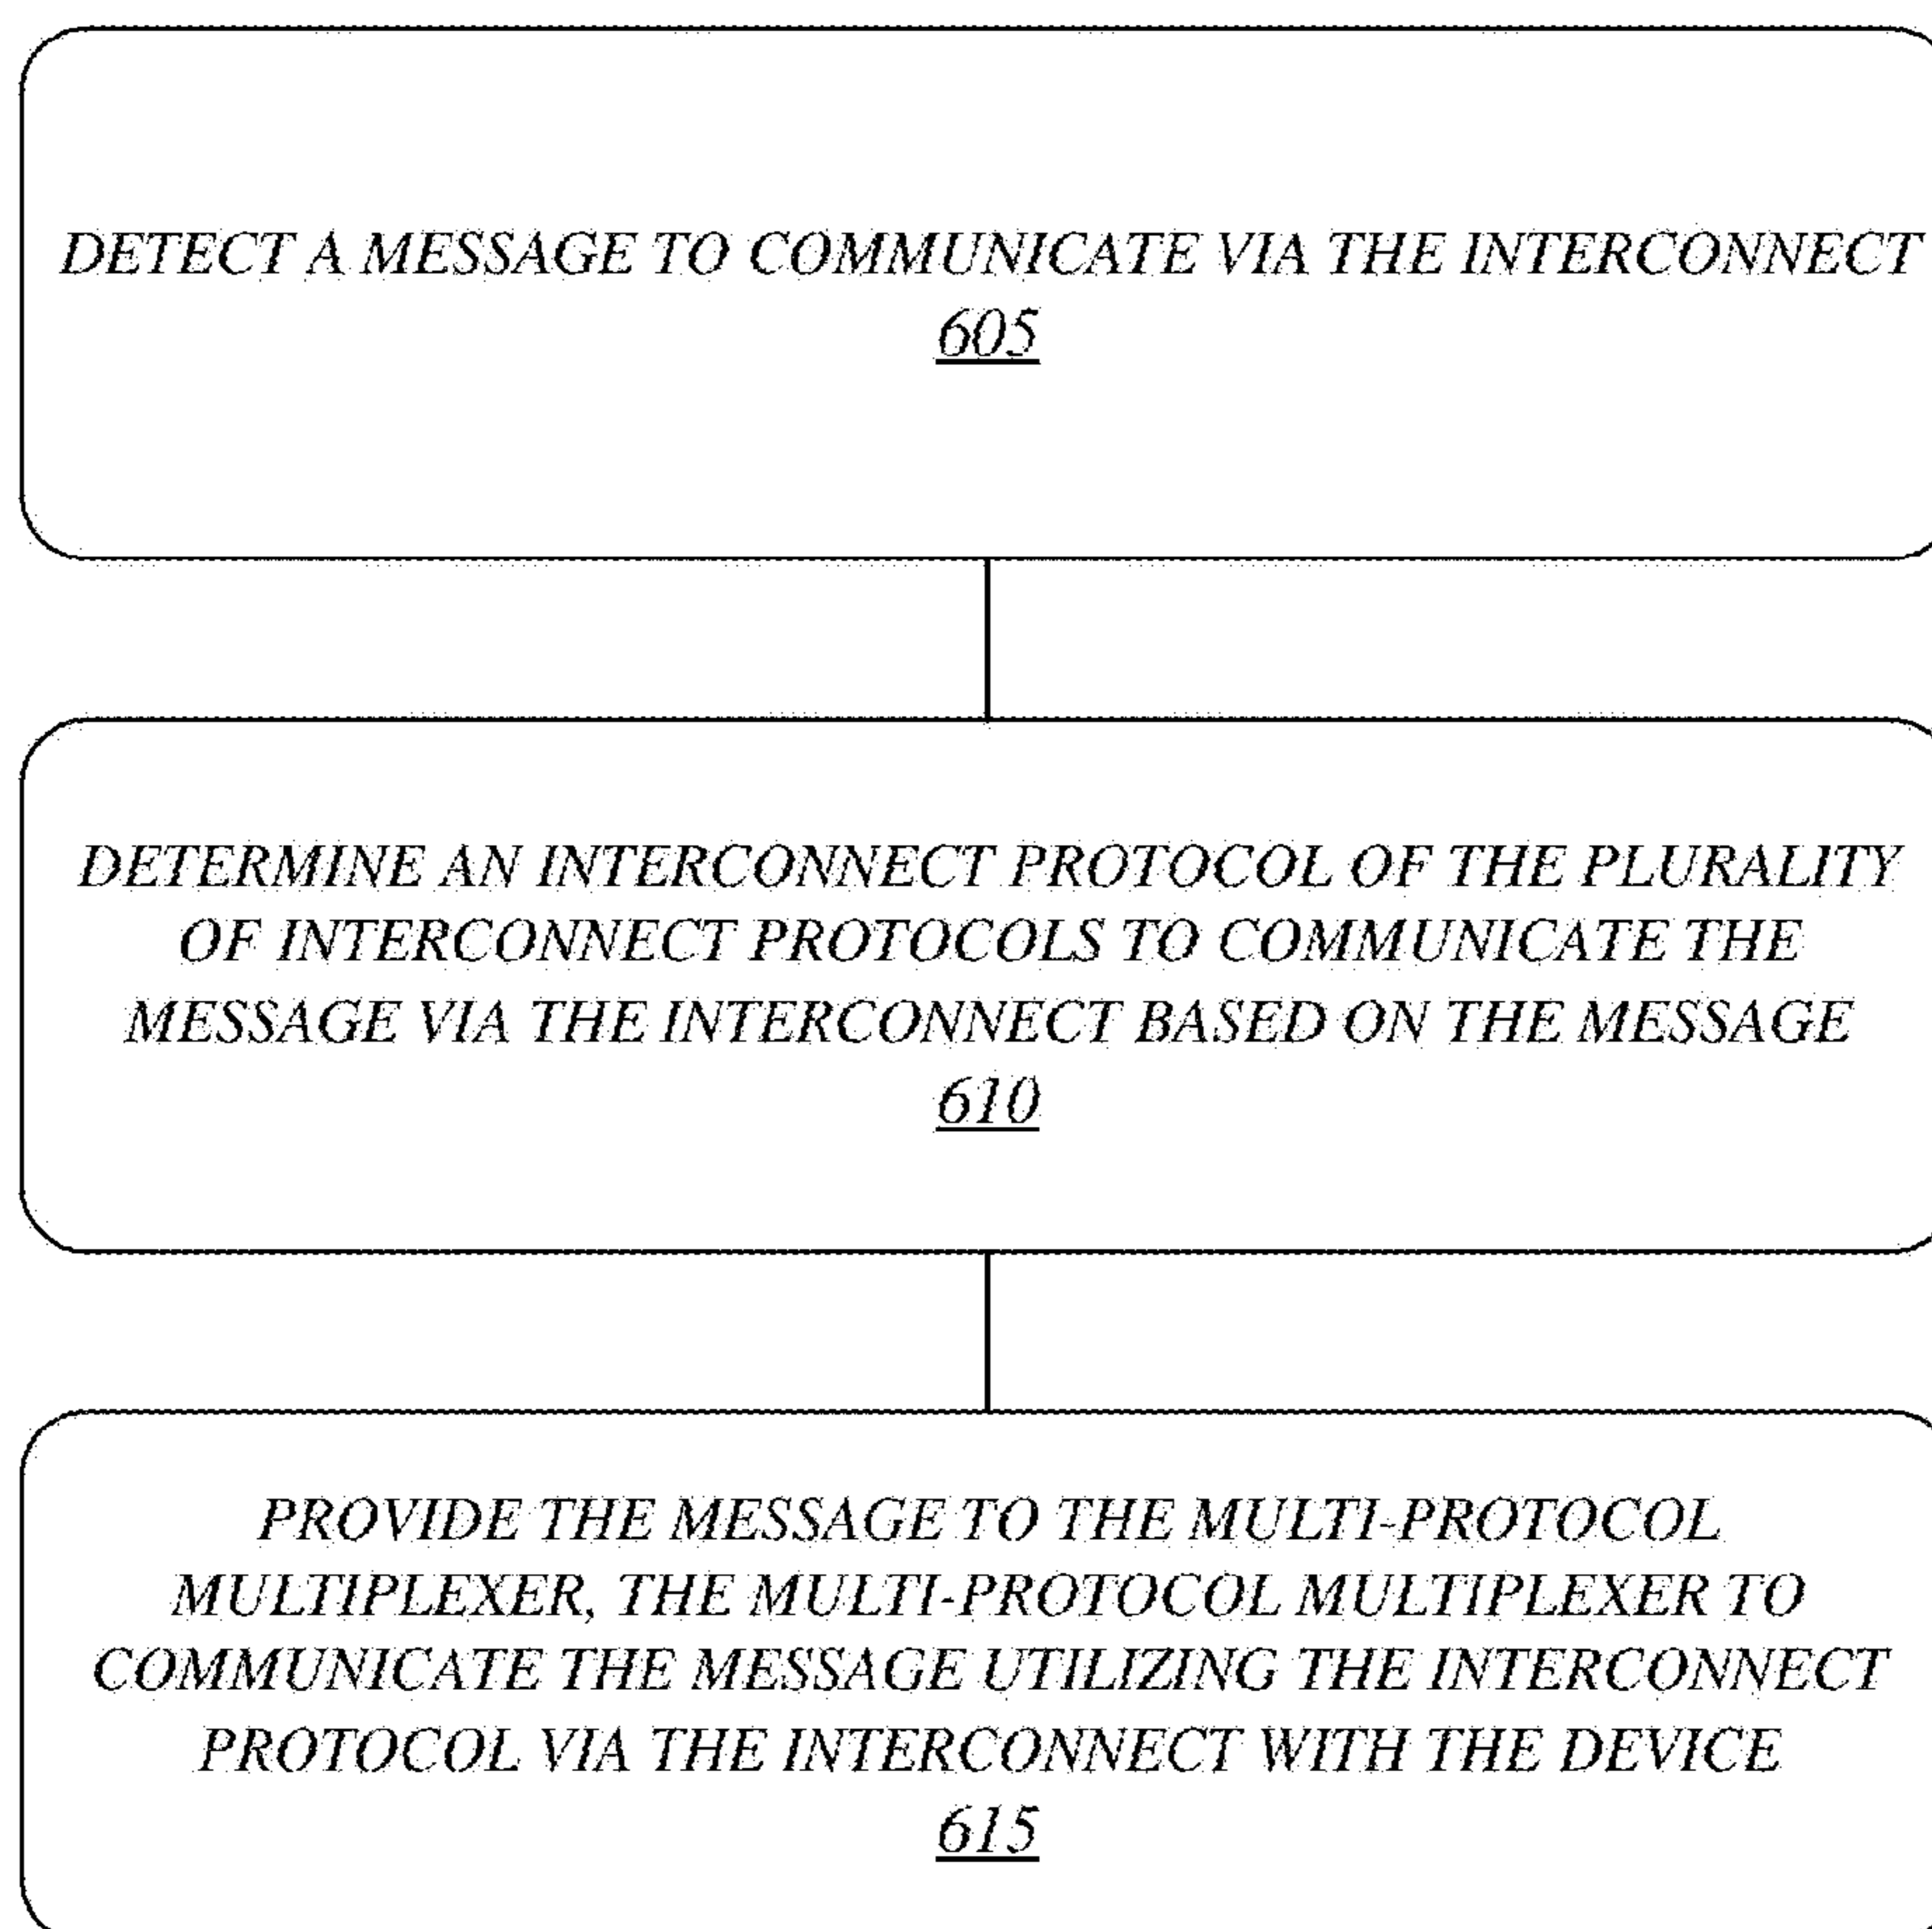 DETECT A MESSAGE TO COMMUNICATE VIA THE INTERCONNECT
605
DETERMINE AN INTERCONNECT PROTOCOL OF THE PLURALITY
OF INTERCONNECT PROTOCOLS TO COMMUNICATE THE
MESSAGE VIA THE INTERCONNECT BASED ON THE MESSAGE
610
PROVIDE THE MESSAGE TO THE MULTI-PROTOCOL
MULTIPLEXER, THE MULTI-PROTOCOL MULTIPLEXER TO
COMMUNICATE THE MESSAGE UTILIZING THE INTERCONNECT
PROTOCOL VIA THE INTERCONNECT WITH THE DEVICE
615